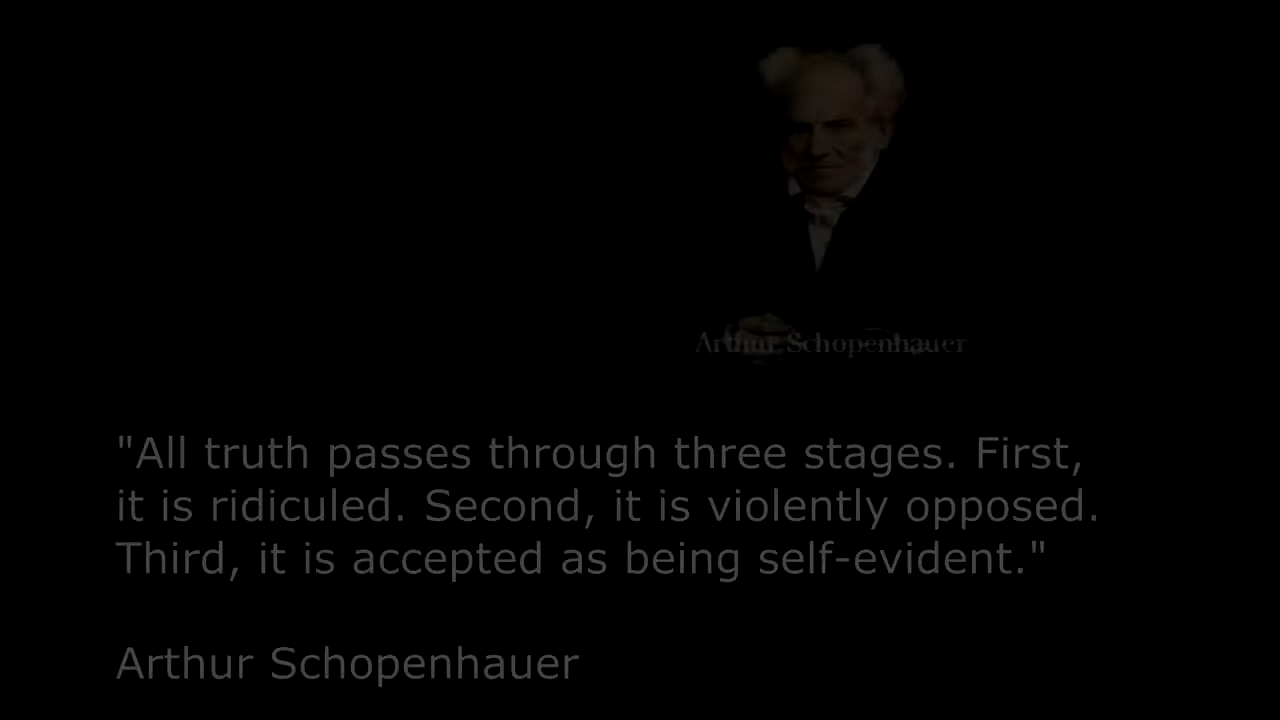 Arthur Schopenhauer
"All truth passes through three stages. First,
it is ridiculed. Second, it is violently opposed.
Third, it is accepted as being self-evident."
Arthur Schopenhauer